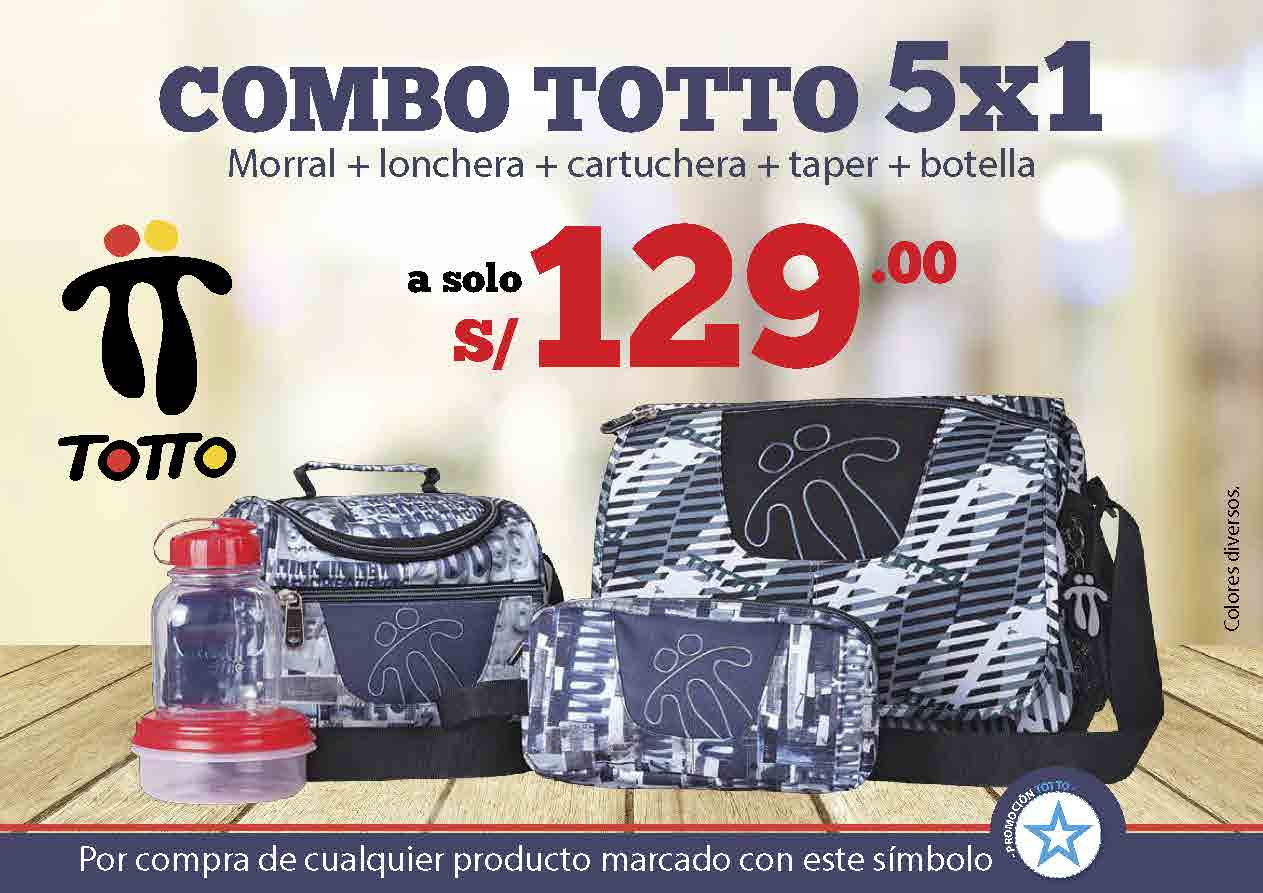 COMBO TOTTO 5x1
Morral + lonchera + cartuchera + taper + botella
a solo
S/ 129.00
TOTTO
Colores diversos.
- PROMOCIÓN TOTTO -
Por compra de cualquier producto marcado con este símbolo